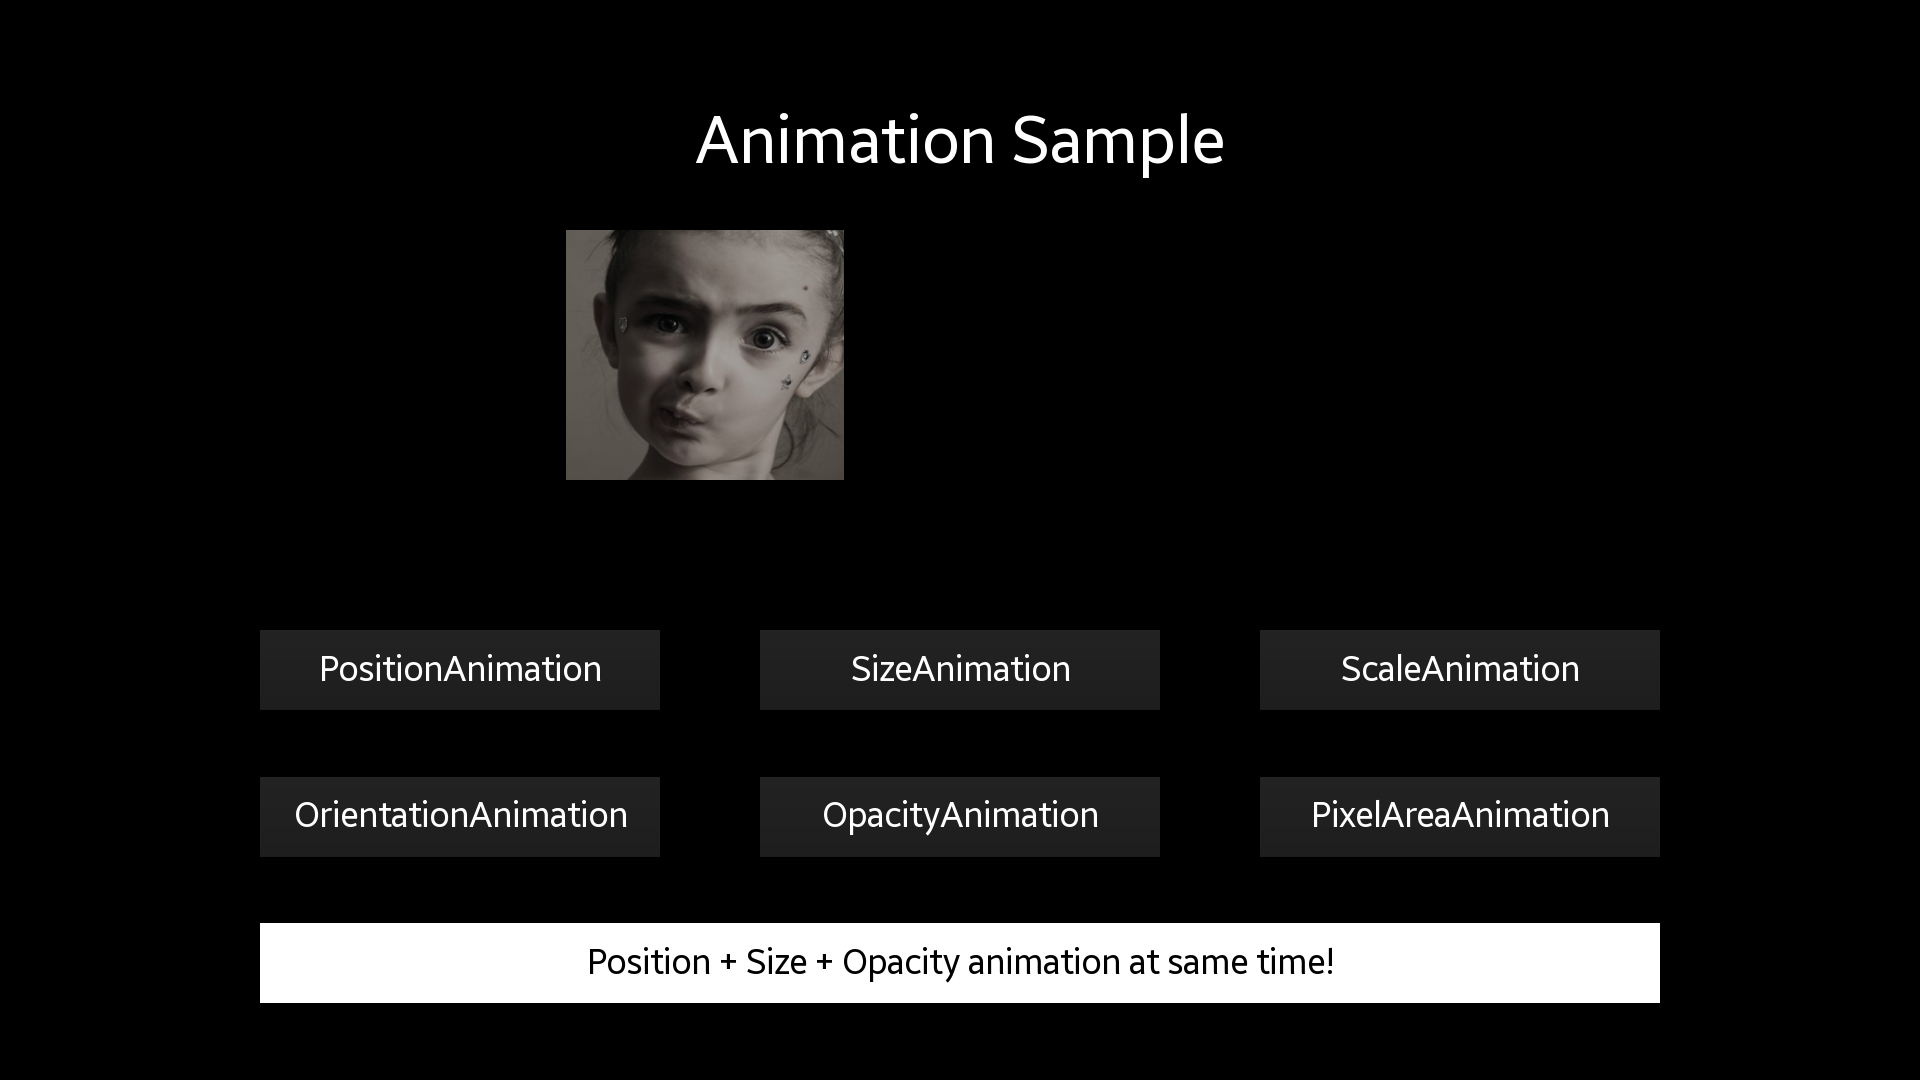 Animation Sample
PositionAnimation
SizeAnimation
ScaleAnimation
OrientationAnimation
OpacityAnimation
PixelAreaAnimation
Position + Size + Opacity animation at same time!